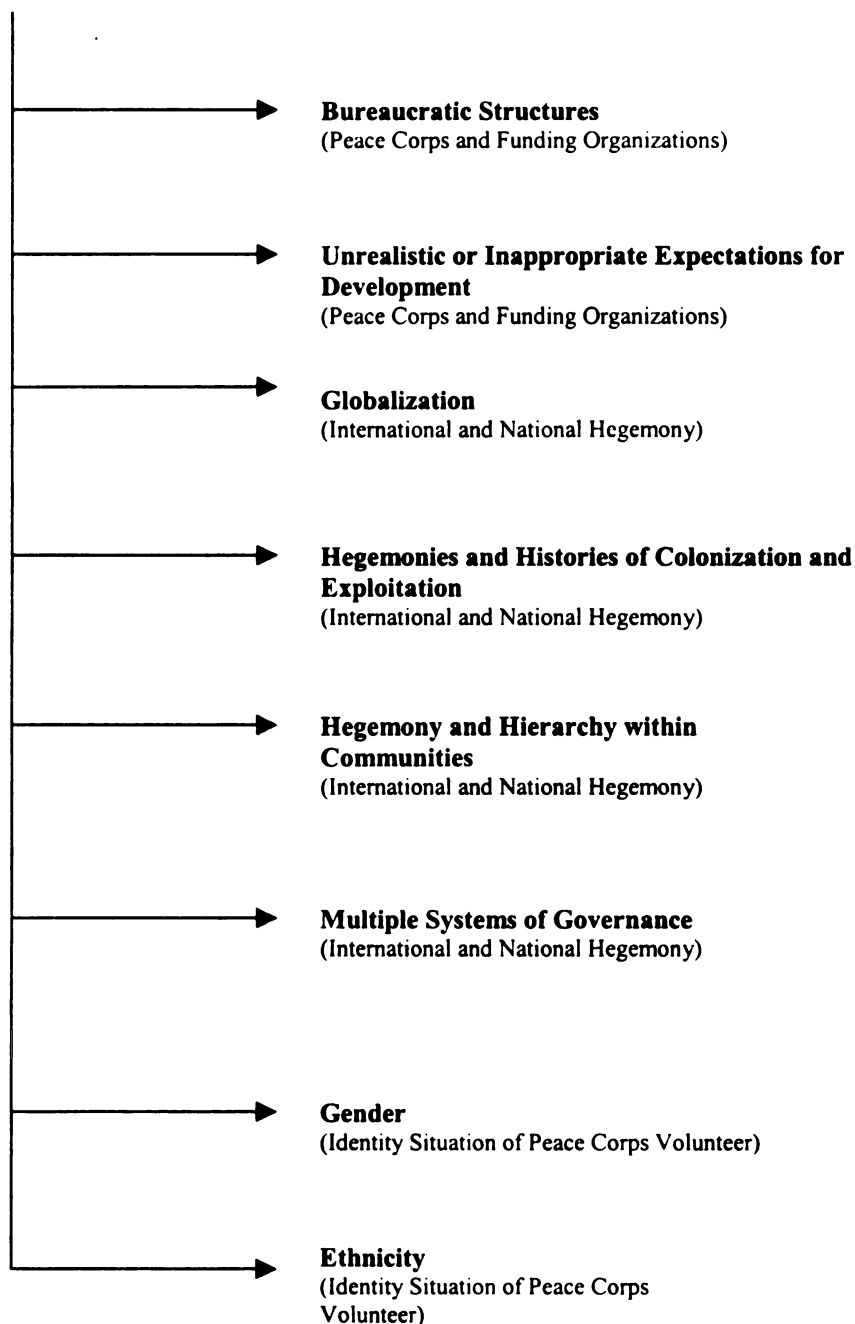 Bureaucratic Structures
(Peace Corps and Funding Organizations)
Unrealistic or Inappropriate Expectations for
Development
(Peace Corps and Funding Organizations)
Globalization
(International and National Hegemony)
Hegemonies and Histories of Colonization and
Exploitation
(International and National Hegemony)
Hegemony and Hierarchy within
Communities
(International and National Hegemony)
Multiple Systems of Governance
(International and National Hegemony)
Gender
(Identity Situation of Peace Corps Volunteer)
Ethnicity
(Identity Situation of Peace Corps
Volunteer)